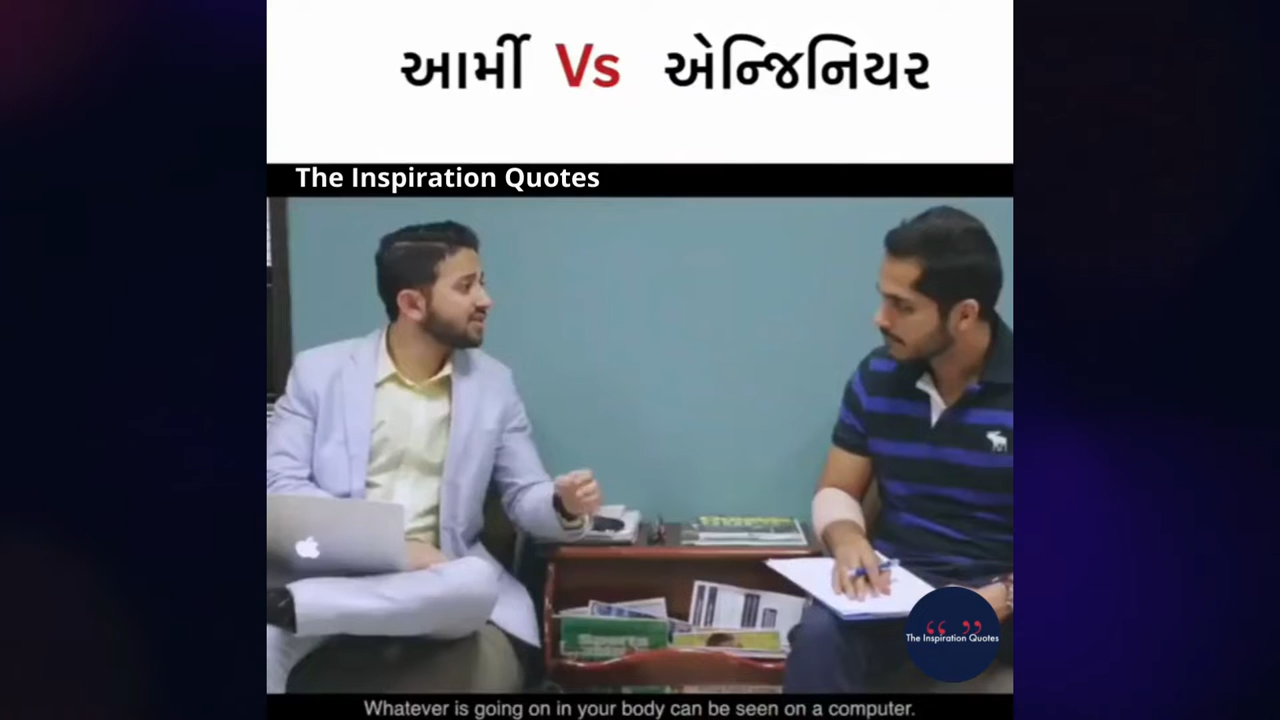 આર્મી Vs એન્જિનિયર
The Inspiration Quotes
The Inspiration Quotes
Whatever is going on in your body can be seen on a computer.